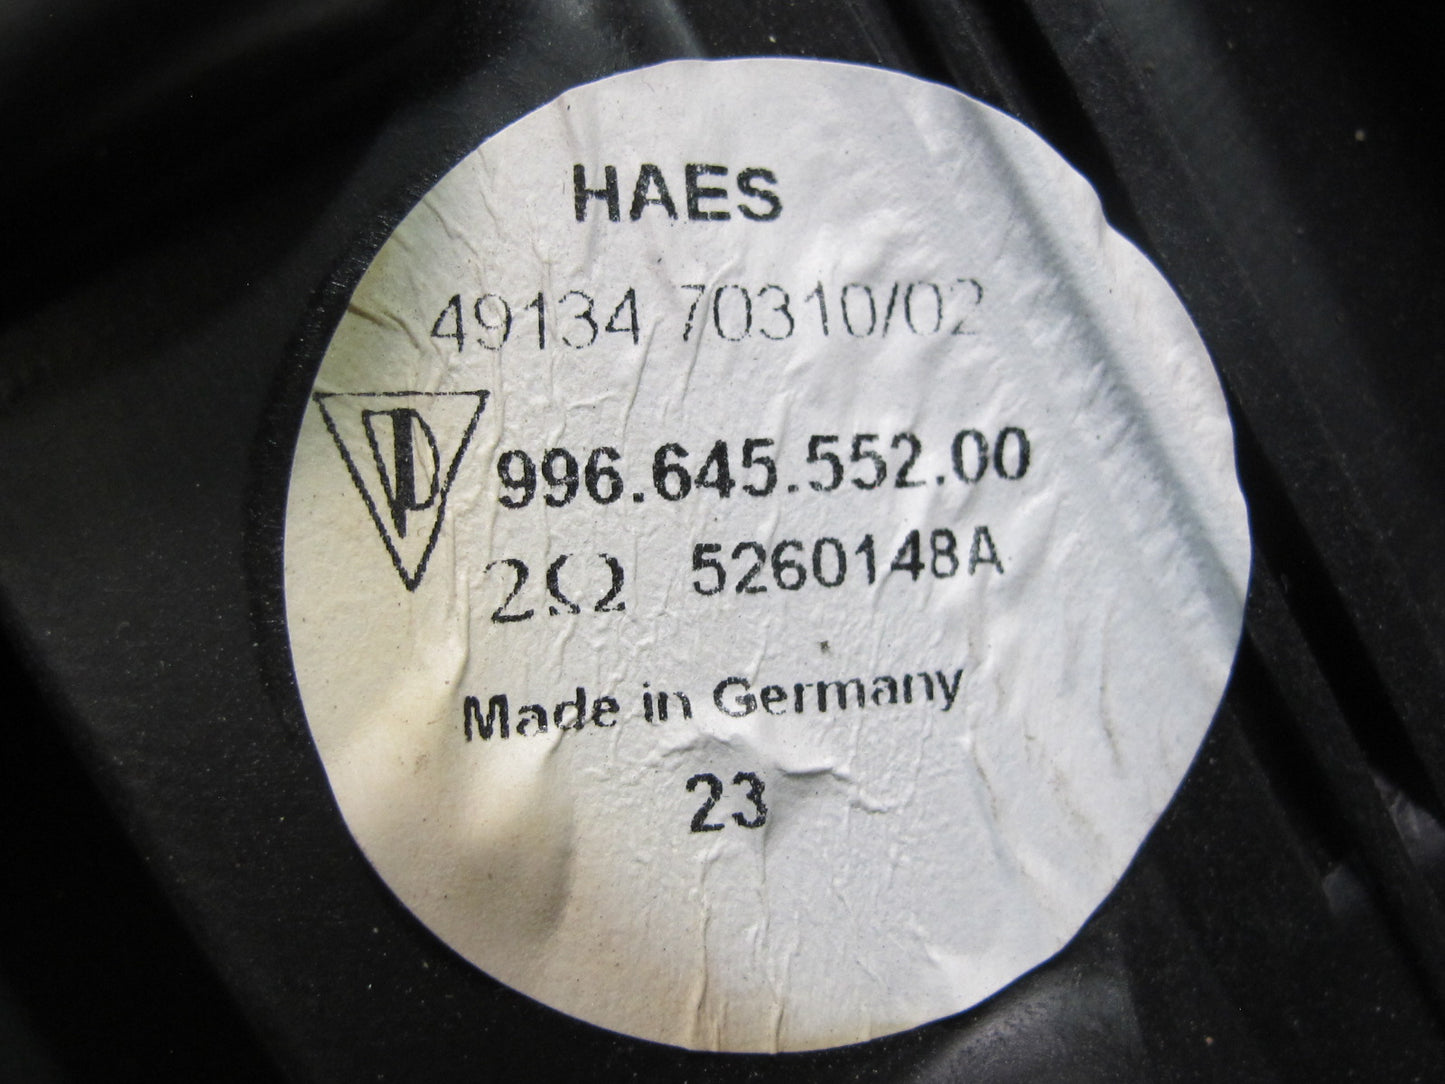 HAES
49134 70310/02
P 996.645.552.00
2Ω 5260148A
Made in Germany
23